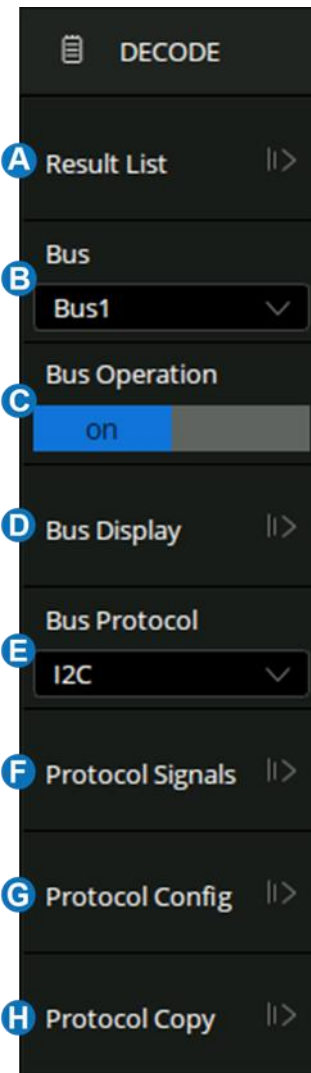 DECODE
A Result List
Bus
B
Bus1
Bus Operation
C
on
D Bus Display
Bus Protocol
E
I2C
F Protocol Signals
G Protocol Config
H Protocol Copy